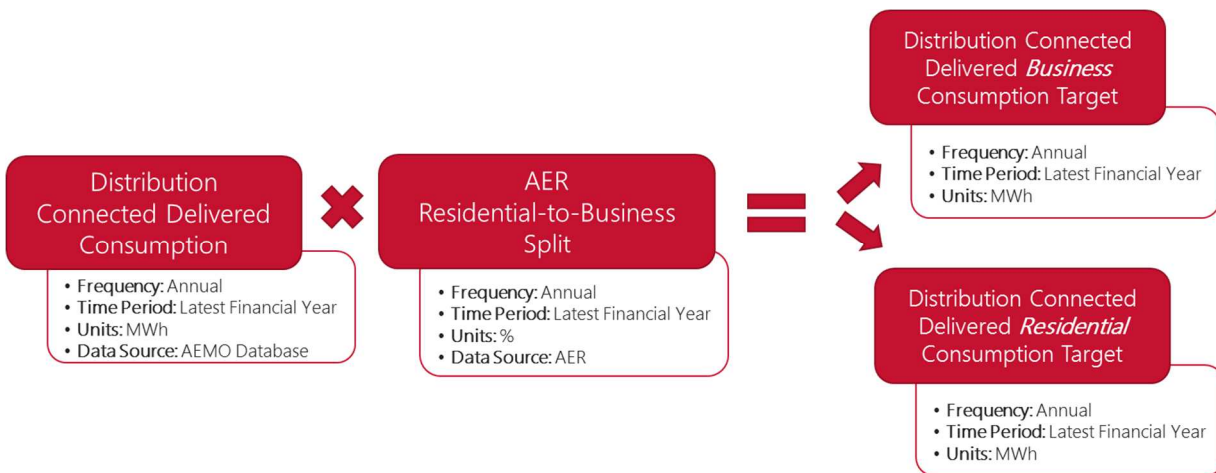 Distribution
Connected Delivered
Consumption
• Frequency: Annual
• Time Period: Latest Financial Year
• Units: MWh
• Data Source: AEMO Database
AER
Residential-to-Business
Split
• Frequency: Annual
• Time Period: Latest Financial Year
• Units: %
• Data Source: AER
Distribution Connected
Delivered Business
Consumption Target
• Frequency: Annual
• Time Period: Latest Financial Year
• Units: MWh
Distribution Connected
Delivered Residential
Consumption Target
• Frequency: Annual
• Time Period: Latest Financial Year
• Units: MWh